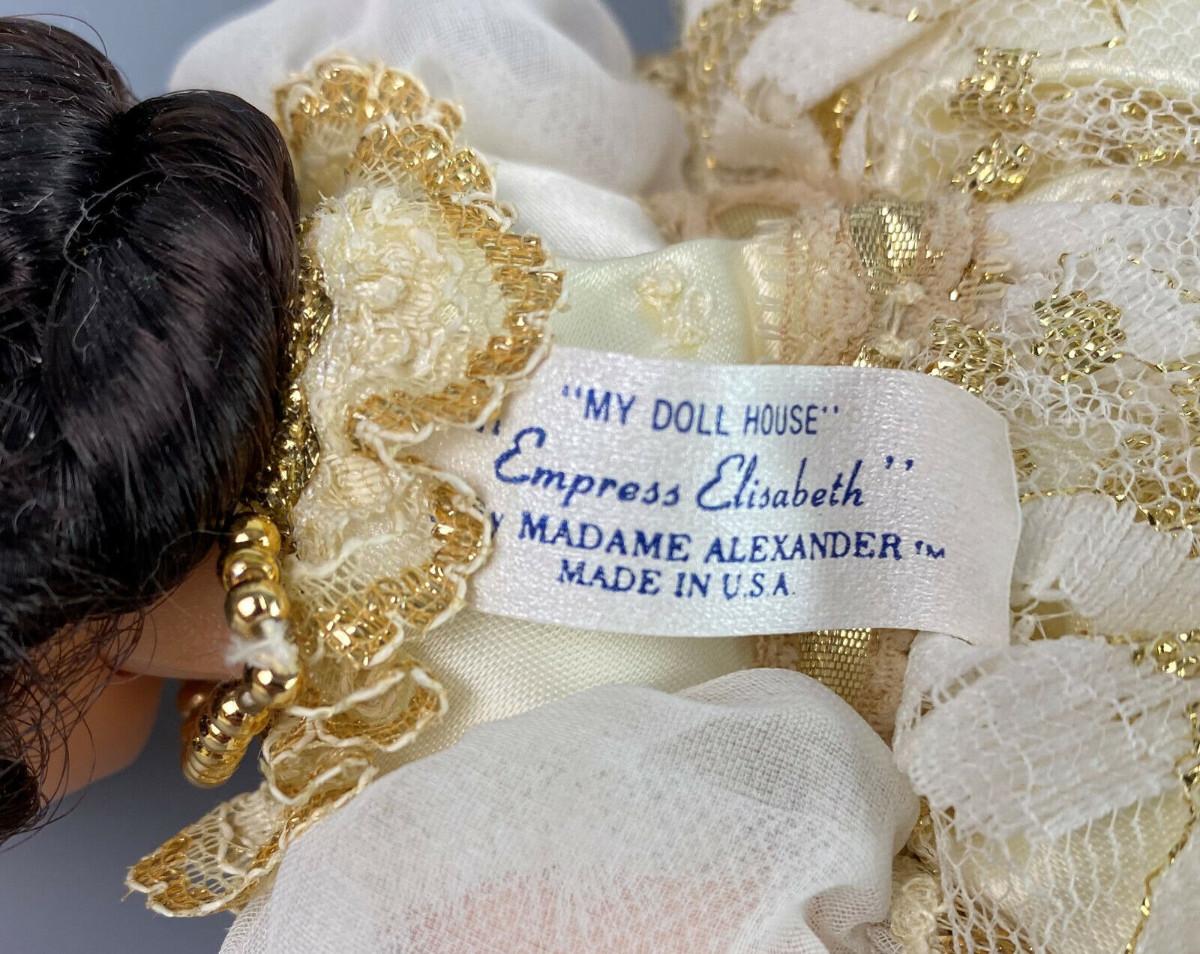 "MY DOLL HOUSE"
"Empress Elisabeth"
MADAME ALEXANDER ™
MADE IN U.S.A.